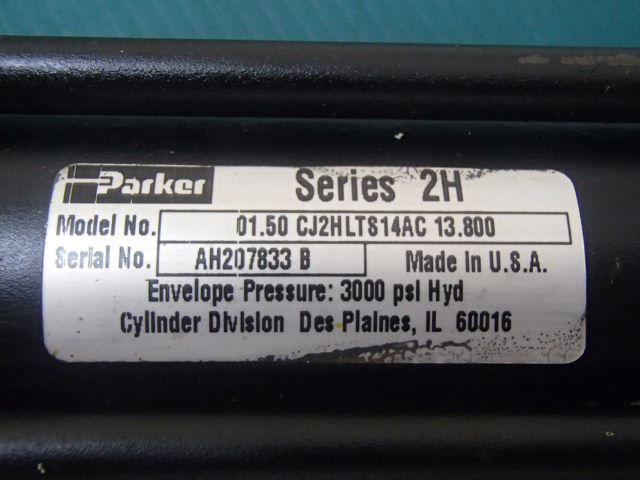 Parker Series 2H
Model No. 01.50 CJ2HLTS14AC 13.800
Serial No. AH207833 B Made In U.S.A.
Envelope Pressure: 3000 psi Hyd
Cylinder Division Des Plaines, IL 60016